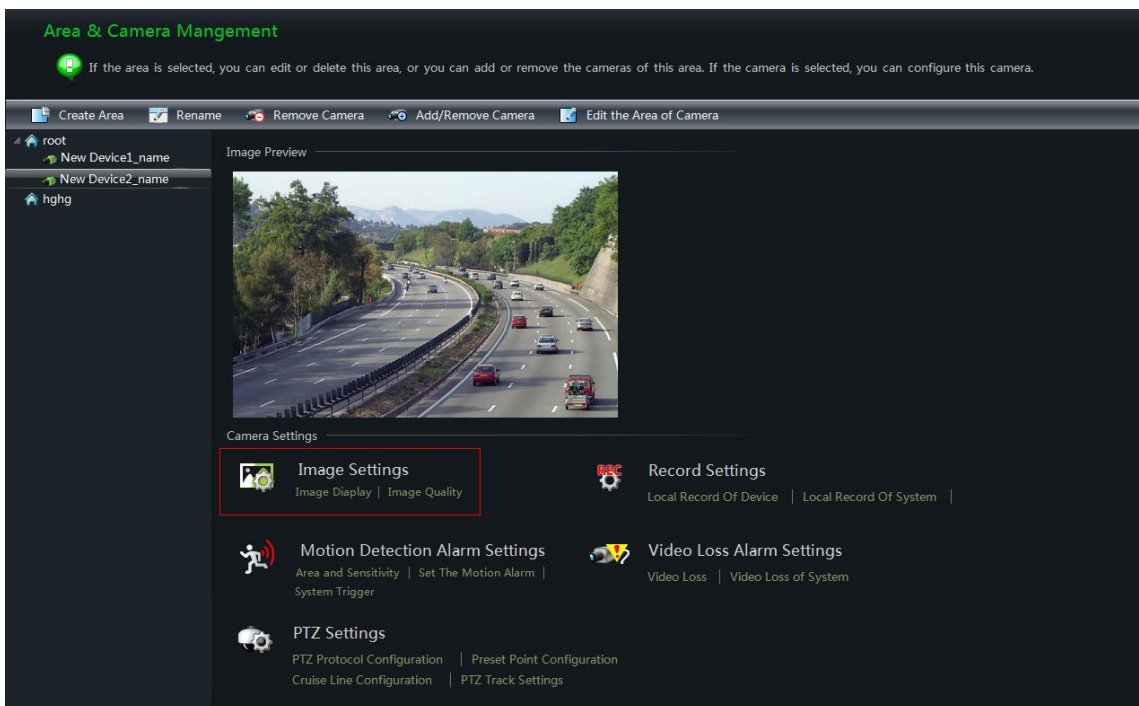 Area & Camera Mangement
If the area is selected, you can edit or delete this area, or you can add or remove the cameras of this area. If the camera is selected, you can configure this camera.
Create Area Rename Remove Camera Add/Remove Camera Edit the Area of Camera
root
New Device1_name
New Device2_name
hghg
Image Preview
Camera Settings
Image Settings
Image Diaplay | Image Quality
REC
Record Settings
Local Record Of Device | Local Record Of System |
Motion Detection Alarm Settings
Area and Sensitivity | Set The Motion Alarm |
System Trigger
Video Loss Alarm Settings
Video Loss | Video Loss of System
PTZ Settings
PTZ Protocol Configuration | Preset Point Configuration
Cruise Line Configuration | PTZ Track Settings